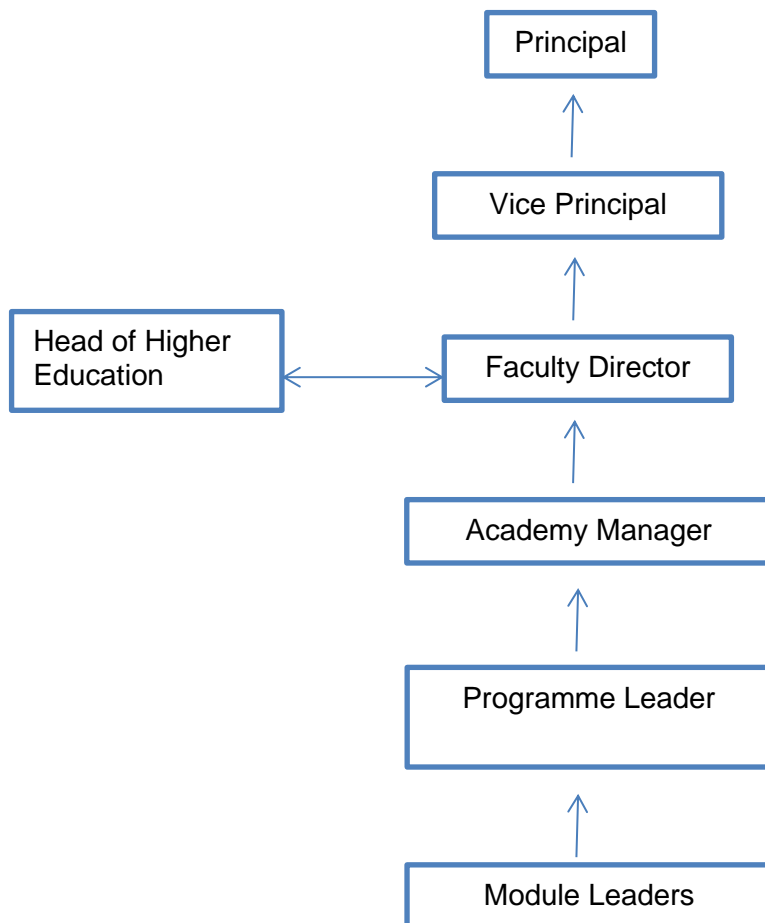 Principal
Vice Principal
Head of Higher
Education
Faculty Director
Academy Manager
Programme Leader
Module Leaders